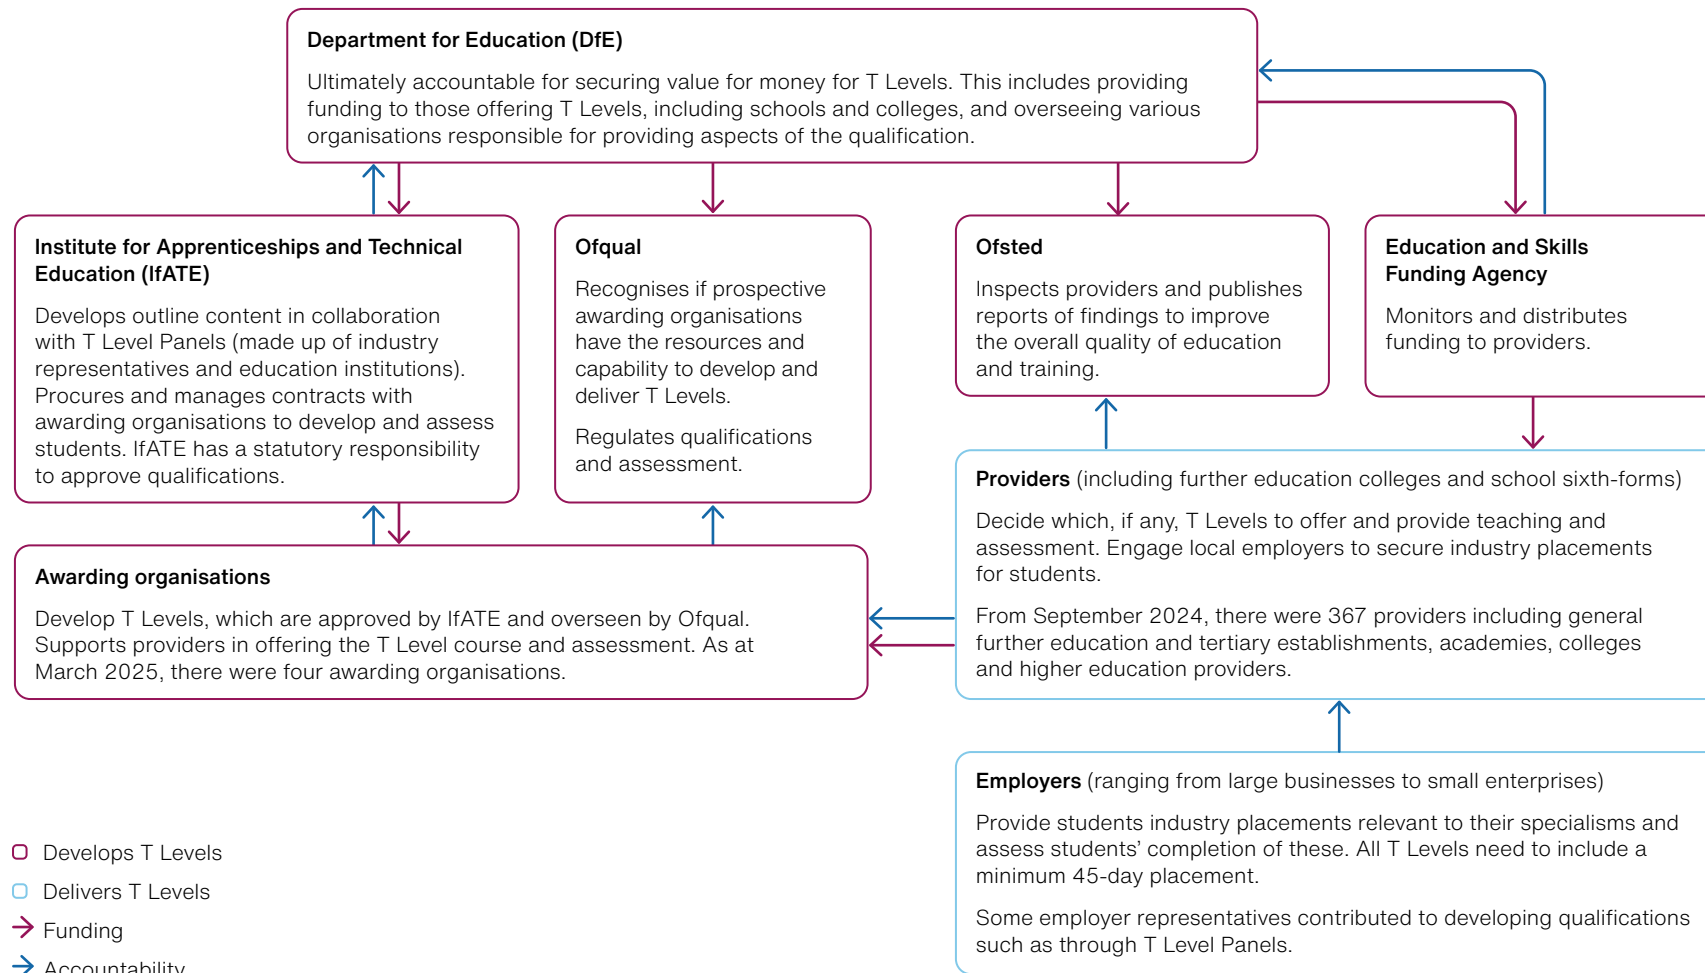 Department for Education (DfE)
Ultimately accountable for securing value for money for T Levels. This includes providing
funding to those offering T Levels, including schools and colleges, and overseeing various
organisations responsible for providing aspects of the qualification.
Institute for Apprenticeships and Technical
Education (IfATE)
Develops outline content in collaboration
with T Level Panels (made up of industry
representatives and education institutions).
Procures and manages contracts with
awarding organisations to develop and assess
students. IfATE has a statutory responsibility
to approve qualifications.
Ofqual
Recognises if prospective
awarding organisations
have the resources and
capability to develop and
deliver T Levels.
Regulates qualifications
and assessment.
Ofsted
Inspects providers and publishes
reports of findings to improve
the overall quality of education
and training.
Education and Skills
Funding Agency
Monitors and distributes
funding to providers.
Awarding organisations
Develop T Levels, which are approved by IfATE and overseen by Ofqual.
Supports providers in offering the T Level course and assessment. As at
March 2025, there were four awarding organisations.
Providers (including further education colleges and school sixth-forms)
Decide which, if any, T Levels to offer and provide teaching and
assessment. Engage local employers to secure industry placements
for students.
From September 2024, there were 367 providers including general
further education and tertiary establishments, academies, colleges
and higher education providers.
Employers (ranging from large businesses to small enterprises)
Provide students industry placements relevant to their specialisms and
assess students’ completion of these. All T Levels need to include a
minimum 45-day placement.
Some employer representatives contributed to developing qualifications
such as through T Level Panels.
Develops T Levels
Delivers T Levels
Funding
Accountability